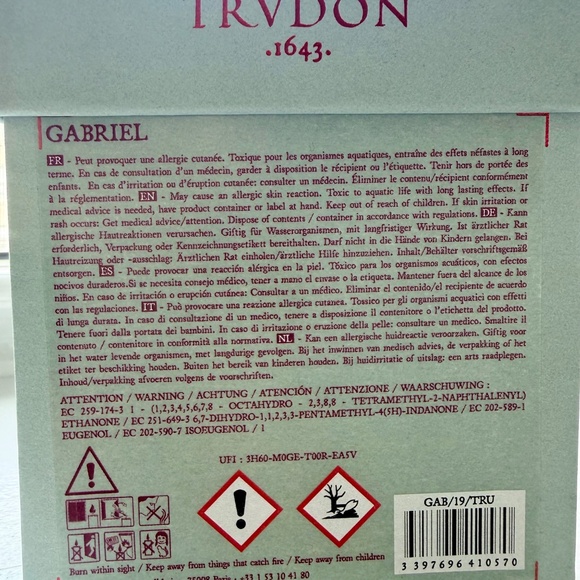 TRVDON
.1643.
GABRIEL
FR - Peut provoquer une allergie cutanée. Toxique pour les organismes aquatiques, entraîne des effets néfastes à long
terme. En cas de consultation d'un médecin, garder à disposition le récipient ou l'étiquette. Tenir hors de portée des
enfants. En cas d'irritation ou d'éruption cutanée: consulter un médecin. Éliminer le contenu/récipient conformément
à la réglementation. EN - May cause an allergic skin reaction. Toxic to aquatic life with long lasting effects. If
medical advice is needed, have product container or label at hand. Keep out of reach of children. If skin irritation or
rash occurs: Get medical advice/attention. Dispose of contents / container in accordance with regulations. DE - Kann
allergische Hautreaktionen verursachen. Giftig für Wasserorganismen, mit langfristiger Wirkung. Ist ärztlicher Rat
erforderlich, Verpackung oder Kennzeichnungsetikett bereithalten. Darf nicht in die Hände von Kindern gelangen. Bei
Hautreizung oder -ausschlag: Ärztlichen Rat einholen/ärztliche Hilfe hinzuziehen. Inhalt/Behälter vorschriftsgemäß
entsorgen. ES - Puede provocar una reacción alérgica en la piel. Tóxico para los organismos acuáticos, con efectos
nocivos duraderos.Si se necesita consejo médico, tener a mano el envase o la etiqueta. Mantener fuera del alcance de los
niños. En caso de irritación o erupción cutánea: Consultar a un médico. Eliminar el contenido/el recipiente de acuerdo
con las regulaciones. IT - Può provocare una reazione allergica cutanea. Tossico per gli organismi acquatici con effetti
di lunga durata. In caso di consultazione di un medico, tenere a disposizione il contenitore o l'etichetta del prodotto.
Tenere fuori dalla portata dei bambini. In caso di irritazione o eruzione della pelle: consultare un medico. Smaltire il
contenuto / contenitore in conformità alla normativa. NL - Kan een allergische huidreactie veroorzaken. Giftig voor
in het water levende organismen, met langdurige gevolgen. Bij het inwinnen van medisch advies, de verpakking of het
etiket ter beschikking houden. Buiten het bereik van kinderen houden. Bij huidirritatie of uitslag: een arts raadplegen.
Inhoud/verpakking afvoeren volgens de voorschriften.
ATTENTION / WARNING / ACHTUNG / ATENCIÓN / ATTENZIONE / WAARSCHUWING :
EC 259-174-3 1 - (1,2,3,4,5,6,7,8 - OCTAHYDRO - 2,3,8,8 - TETRAMETHYL-2-NAPHTHALENYL)
ETHANONE / EC 251-649-3 6,7-DIHYDRO-1,1,2,3,3-PENTAMETHYL-4(5H)-INDANONE / EC 202-589-1
EUGENOL / EC 202-590-7 ISOEUGENOL / 1
UFI : 3H60-M0GE-T00R-EA5V
GAB/19/TRU
3 397696 410570
Burn within sight / Keep away from things that catch fire / Keep away from children
75008 Paris + 33 1 53 10 41 80